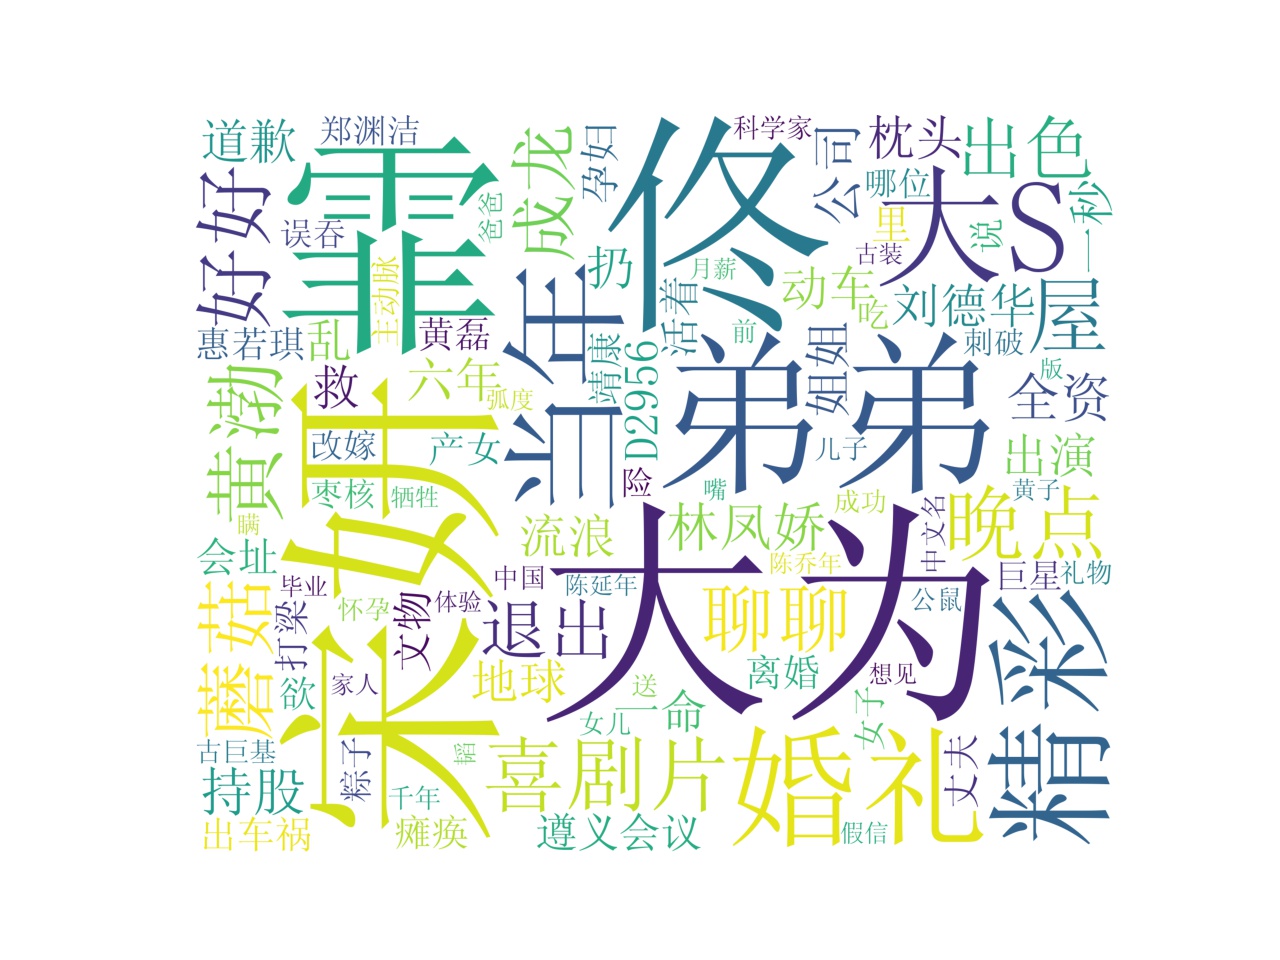 道歉
郑渊洁
霏
爸爸
成龙
孕妇
佟
科学家
公司
枕头
出色
哪位
大S
一秒
好好
误吞
主动脉
扔
月薪
活着
里
古装
说
动车
吃
刘德华
屋
惠若琪
乱
黄磊
当年
靖康
D2956
前
弟弟
姐姐
刺破
版
黄渤
救
六年
弧度
全资
改嫁
宋妍
产女
险
儿子
出演
枣核
牺牲
嘴
成功
黄子
瞒
会址
流浪
林凤娇
大为
中文名
晚点
毕业
中国
陈延年
陈乔年
巨星
礼物
蘑菇
打梁
怀孕
文物
体验
退出
聊聊
公鼠
精彩
欲
家人
地球
送
一命
离婚
想见
女子
女儿
古巨基
粽子
韬
喜剧片
婚礼
丈夫
持股
千年
出车祸
瘫痪
遵义会议
假信